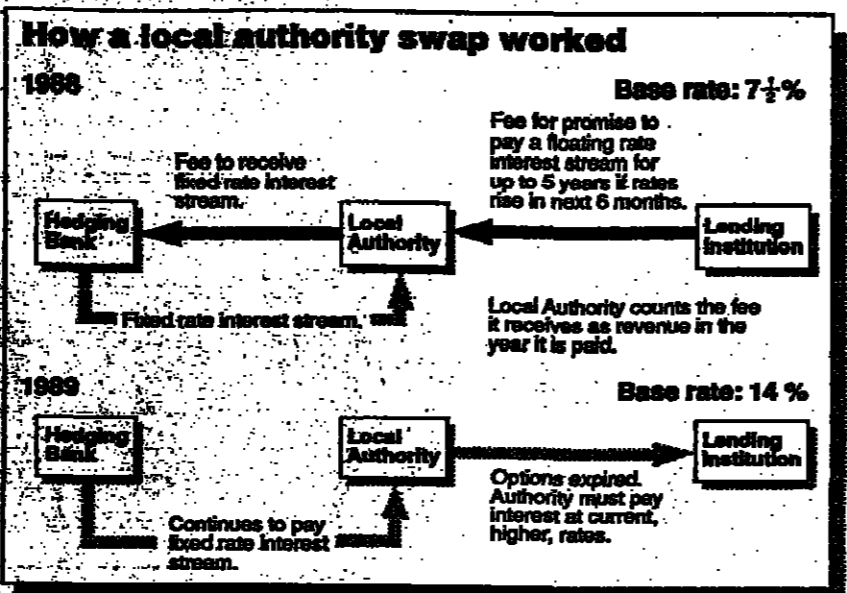 How a local authority swap worked
1988
Base rate: 7½%
Fee to receive
fixed rate interest
stream.
Fee for promise to
pay a floating rate
interest stream for
up to 5 years if rates
rise in next 6 months.
Hedging
Bank
Local
Authority
Lending
Institution
Fixed rate interest stream.
Local Authority counts the fee
it receives as revenue in the
year it is paid.
1989
Base rate: 14 %
Hedging
Bank
Local
Authority
Lending
Institution
Continues to pay
fixed rate interest
stream.
Options expired.
Authority must pay
interest at current,
higher, rates.